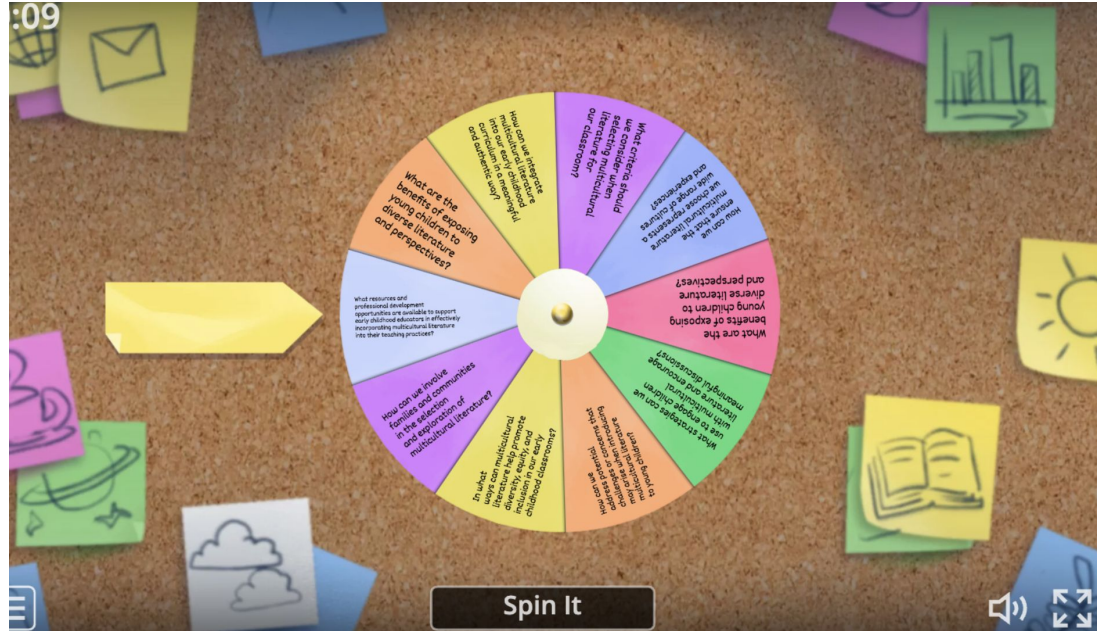 :09
How can we integrate
multicultural literature
into our early childhood
curriculum in a meaningful
and authentic way?
What criteria should
we consider when
selecting multicultural
literature for
our classroom?
How can we
ensure that the
multicultural literature
we choose represents a
wide range of cultures
and experiences?
What are the
benefits of exposing
young children to
diverse literature
and perspectives?
What strategies can we
use to engage children
with multicultural
literature and encourage
meaningful discussions?
How can we
address potential
challenges or concerns that
may arise when introducing
multicultural literature
to young children?
In what
ways can multicultural
literature help promote
diversity, equity, and
inclusion in our early
childhood classrooms?
How can we involve
families and communities
in the selection
and exploration of
multicultural literature?
What resources and
professional development
opportunities are available to support
early childhood educators in effectively
incorporating multicultural literature
into their teaching practices?
What are the
benefits of exposing
young children to
diverse literature
and perspectives?
Spin It